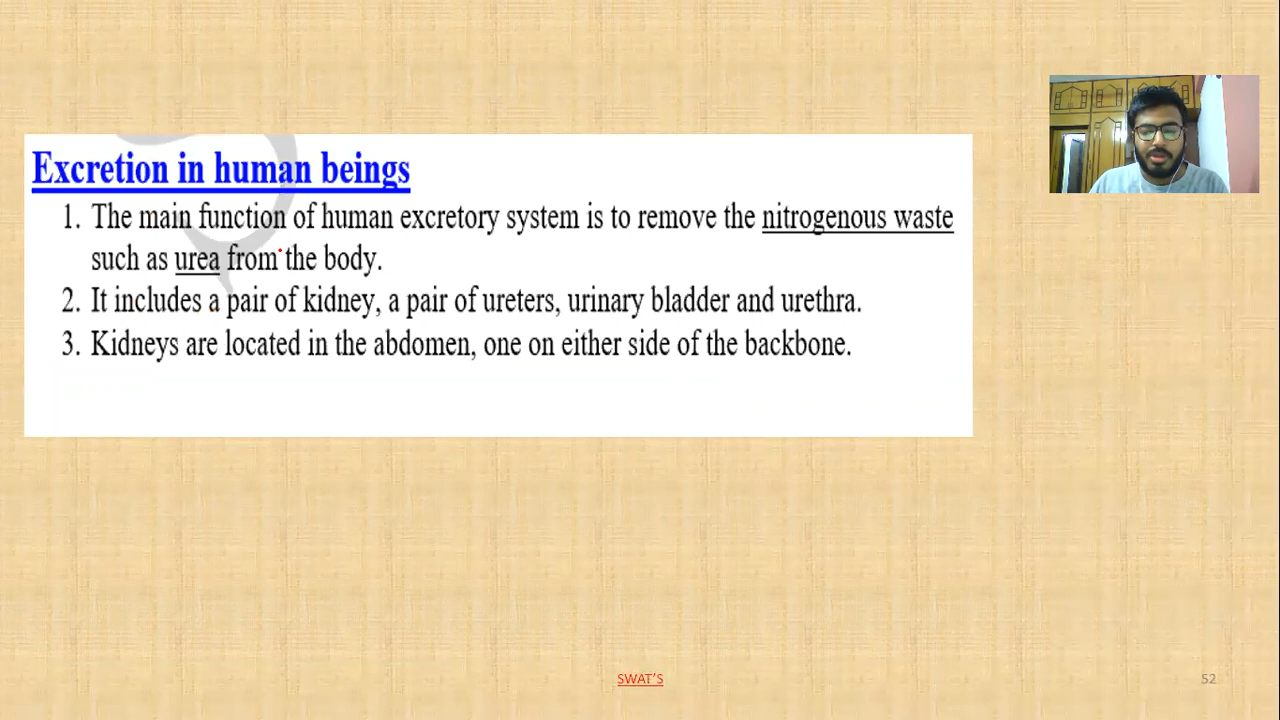 Excretion in human beings
1. The main function of human excretory system is to remove the nitrogenous waste
such as urea from the body.
2. It includes a pair of kidney, a pair of ureters, urinary bladder and urethra.
3. Kidneys are located in the abdomen, one on either side of the backbone.
SWAT'S
52